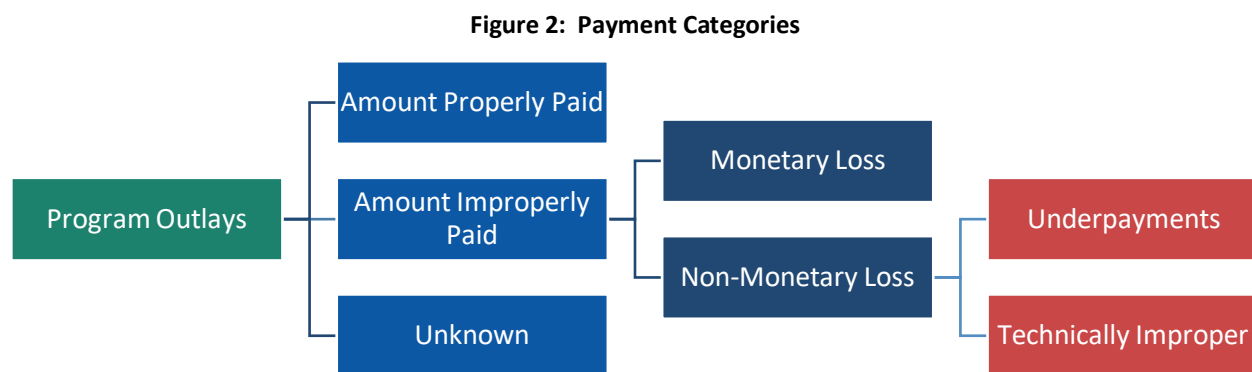 Figure 2:  Payment Categories
Amount Properly Paid
Monetary Loss
Program Outlays
Amount Improperly
Paid
Underpayments
Non-Monetary Loss
Unknown
Technically Improper